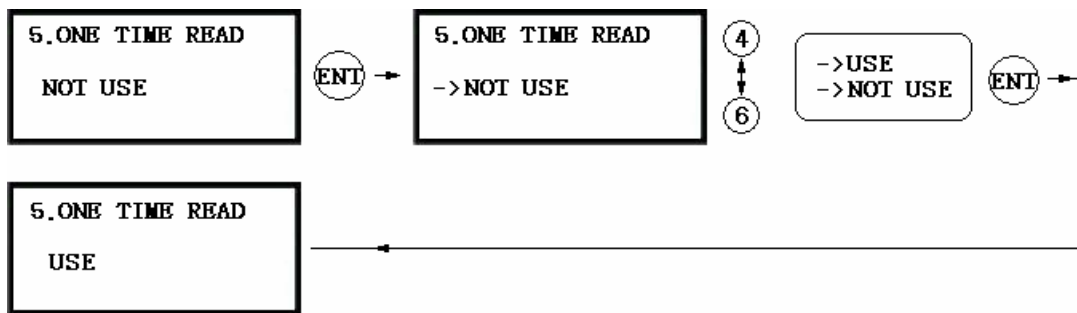 5.ONE TIME READ
NOT USE
ENT
5.ONE TIME READ
->NOT USE
4
6
->USE
->NOT USE
ENT
5.ONE TIME READ
USE